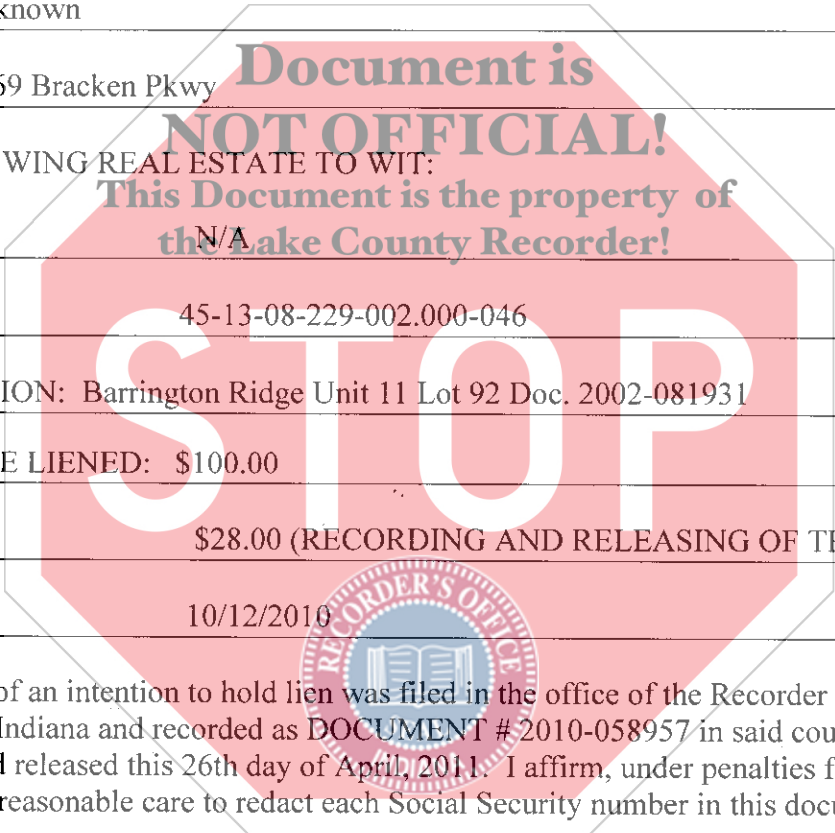 known
59 Bracken Pkwy
Document is
NOT OFFICIAL!
WING REAL ESTATE TO WIT:
This Document is the property of
the Lake County Recorder!
N/A
45-13-08-229-002.000-046
STOP
ION: Barrington Ridge Unit 11 Lot 92 Doc. 2002-081931
E LIENED: $100.00
$28.00 (RECORDING AND RELEASING OF TH
10/12/2010
RECORDER'S OFFICE
of an intention to hold lien was filed in the office of the Recorder
Indiana and recorded as DOCUMENT # 2010-058957 in said cou
d released this 26th day of April, 2011. I affirm, under penalties f
reasonable care to redact each Social Security number in this docu